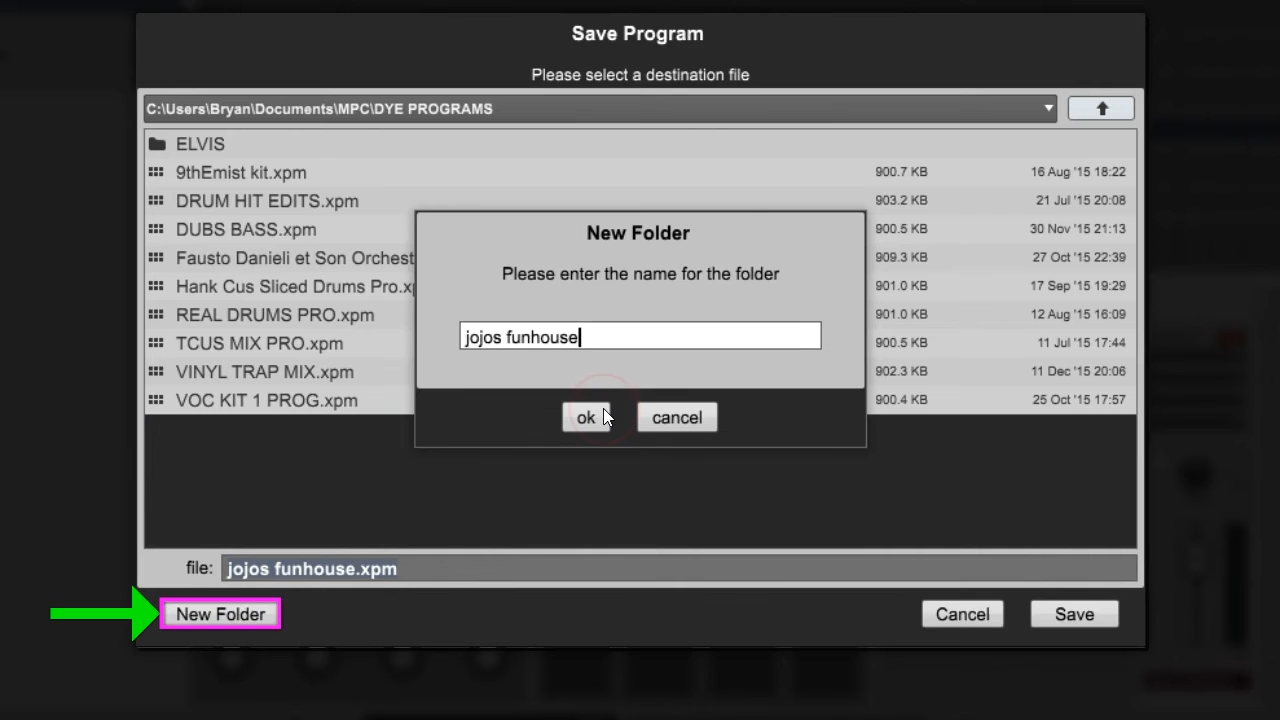 Save Program
Please select a destination file
C:\Users\Bryan\Documents\MPC\DYE PROGRAMS
ELVIS
9thEmist kit.xpm 900.7 KB 16 Aug '15 18:22
DRUM HIT EDITS.xpm 903.2 KB 21 Jul '15 20:08
DUBS BASS.xpm 900.5 KB 30 Nov '15 21:13
Fausto Danieli et Son Orchest 909.3 KB 27 Oct '15 22:39
Hank Cus Sliced Drums Pro.xp 901.0 KB 17 Sep '15 19:29
REAL DRUMS PRO.xpm 901.0 KB 12 Aug '15 16:09
TCUS MIX PRO.xpm 900.5 KB 11 Jul '15 17:44
VINYL TRAP MIX.xpm 902.3 KB 11 Dec '15 20:06
VOC KIT 1 PROG.xpm 900.4 KB 25 Oct '15 17:57
New Folder
Please enter the name for the folder
jojos funhouse
ok cancel
file: jojos funhouse.xpm
New Folder Cancel Save